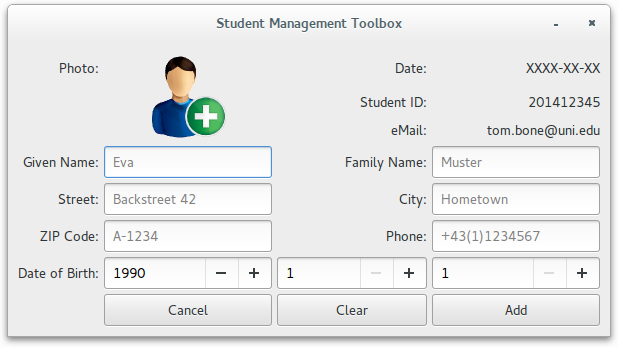 Student Management Toolbox
Photo: Date: XXXX-XX-XX
Student ID: 201412345
eMail: tom.bone@uni.edu
Given Name: Eva Family Name: Muster
Street: Backstreet 42 City: Hometown
ZIP Code: A-1234 Phone: +43(1)1234567
Date of Birth: 1990 − + 1 − + 1 − +
Cancel Clear Add